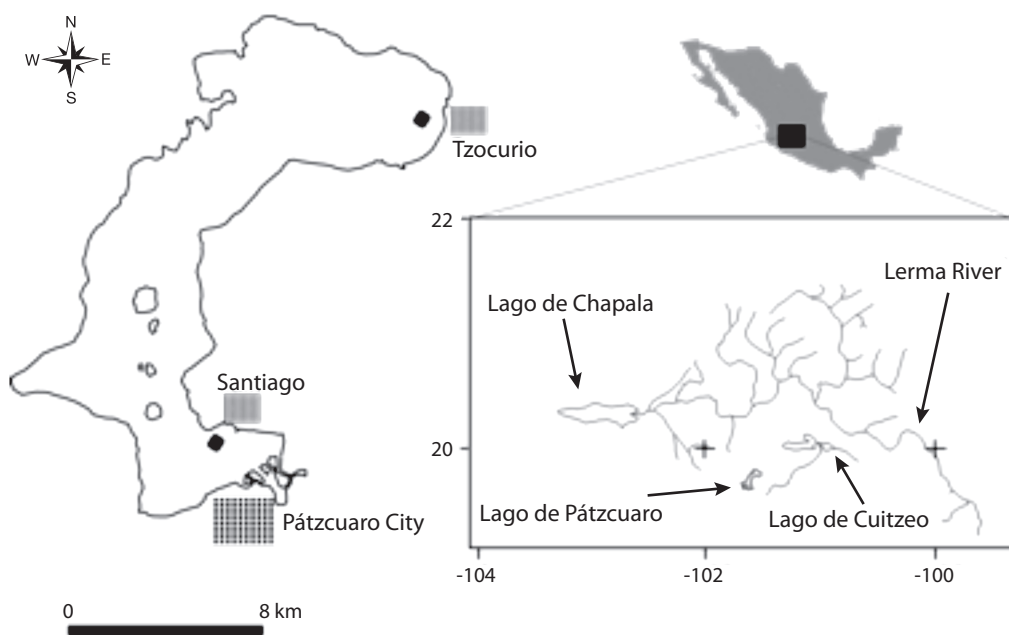 N
W E
S
Tzocurio
22
Lerma River
Lago de Chapala
Santiago
20
Lago de Pátzcuaro
Lago de Cuitzeo
Pátzcuaro City
-104 -102 -100
0 8 km